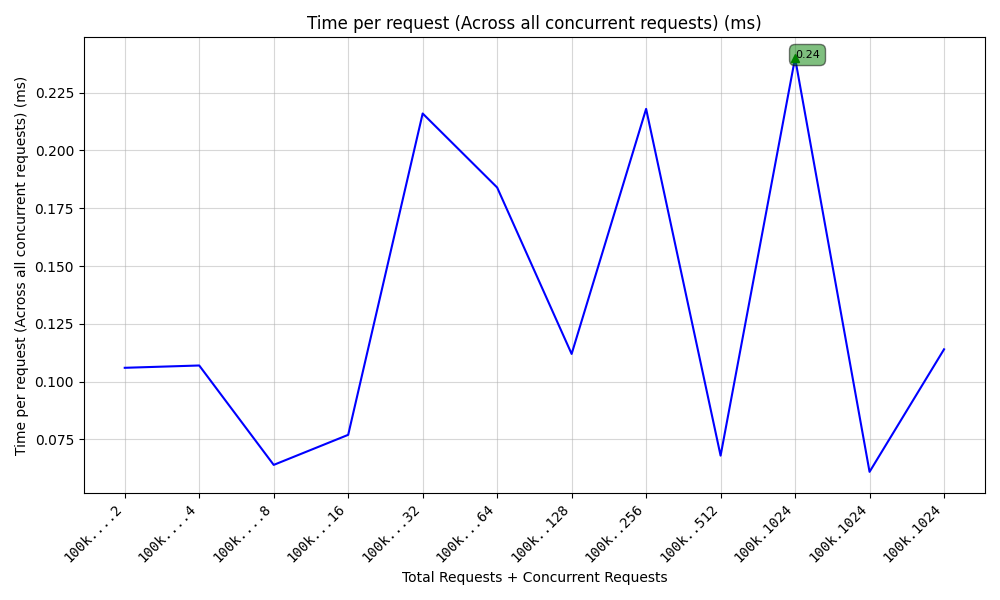 Time per request (Across all concurrent requests) (ms)
Time per request (Across all concurrent requests) (ms)
0.24
0.225
0.200
0.175
0.150
0.125
0.100
0.075
100k....2
100k....4
100k....8
100k...16
100k...32
100k...64
100k..128
100k..256
100k..512
100k.1024
100k.1024
100k.1024
Total Requests + Concurrent Requests